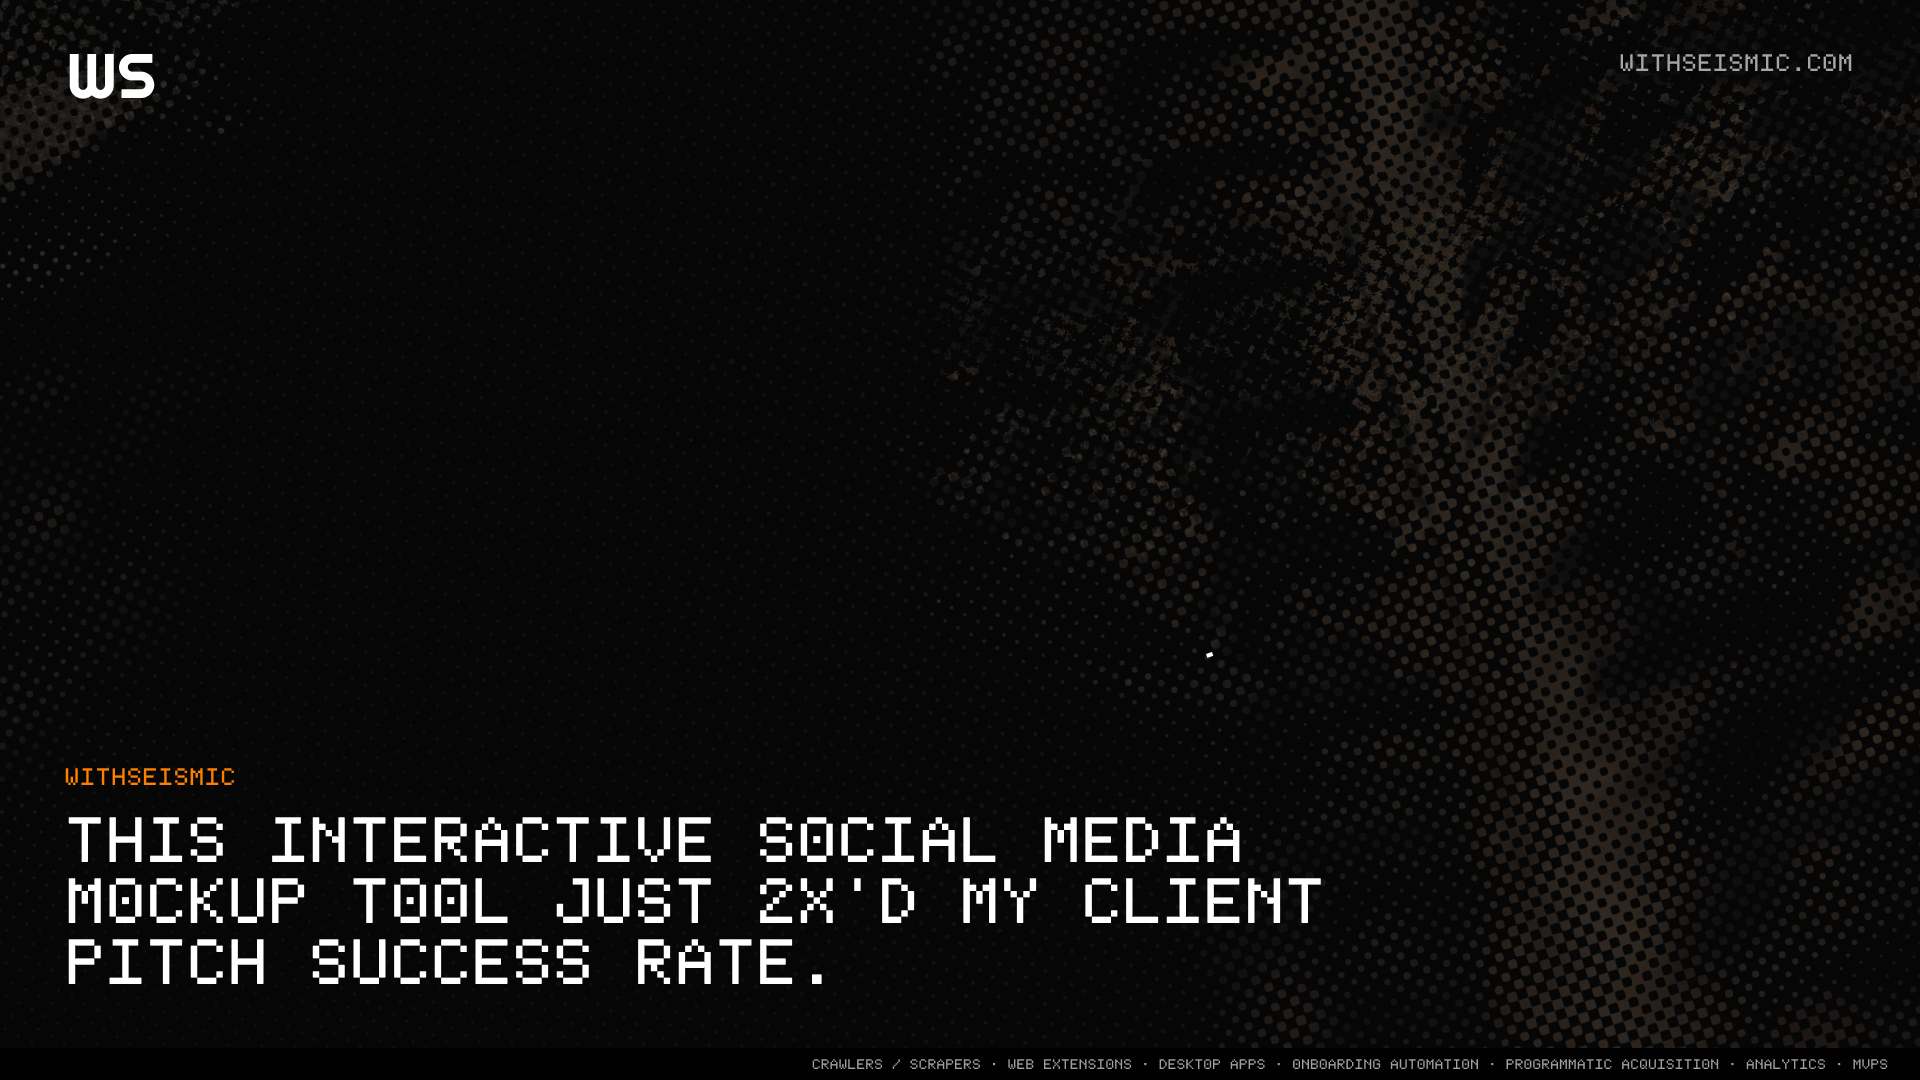 WS
WITHSEISMIC.COM
WITHSEISMIC
THIS INTERACTIVE SOCIAL MEDIA
MOCKUP TOOL JUST 2X'D MY CLIENT
PITCH SUCCESS RATE.
CRAWLERS / SCRAPERS · WEB EXTENSIONS · DESKTOP APPS · ONBOARDING AUTOMATION · PROGRAMMATIC ACQUISITION · ANALYTICS · MVPS